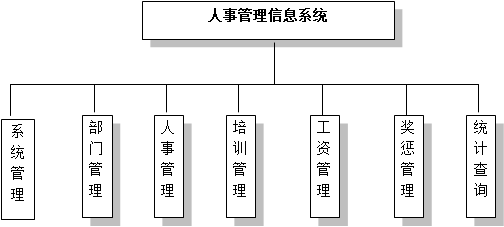 人事管理信息系统
系统管理
部门管理
人事管理
培训管理
工资管理
奖惩管理
统计查询